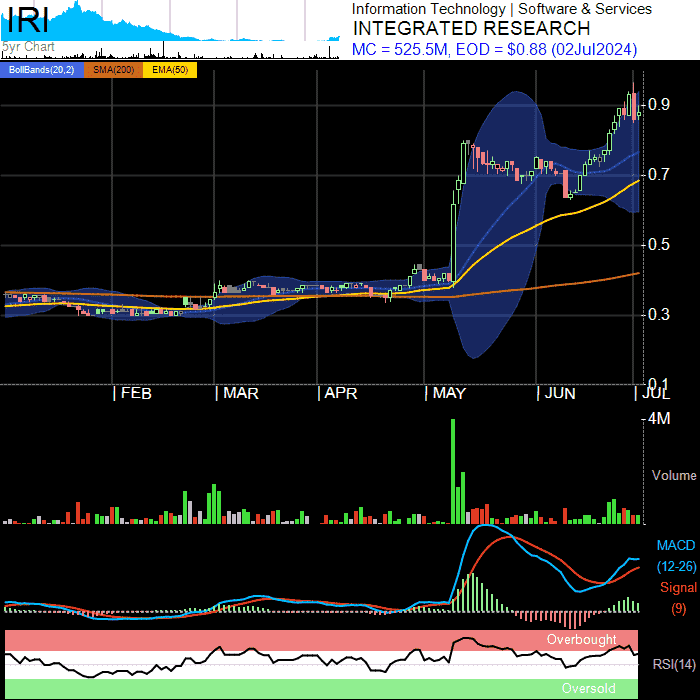 IRI
5yr Chart
Information Technology | Software & Services
INTEGRATED RESEARCH
MC = 525.5M, EOD = $0.88 (02Jul2024)
BollBands(20,2) SMA(200) EMA(50)
0.9
0.7
0.5
0.3
0.1
FEB MAR APR MAY JUN JUL
4M
Volume
MACD
(12-26)
Signal
(9)
Overbought
RSI(14)
Oversold